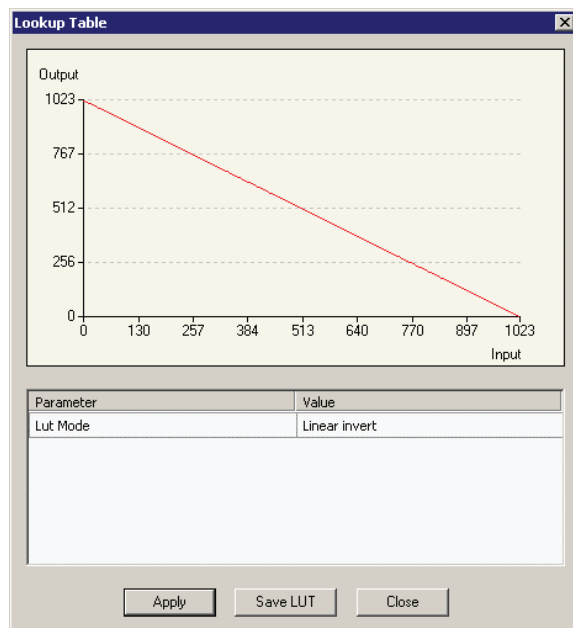 Lookup Table
Output
1023
767
512
256
0
0 130 257 384 513 640 770 897 1023
Input
Parameter Value
Lut Mode Linear invert
Apply Save LUT Close